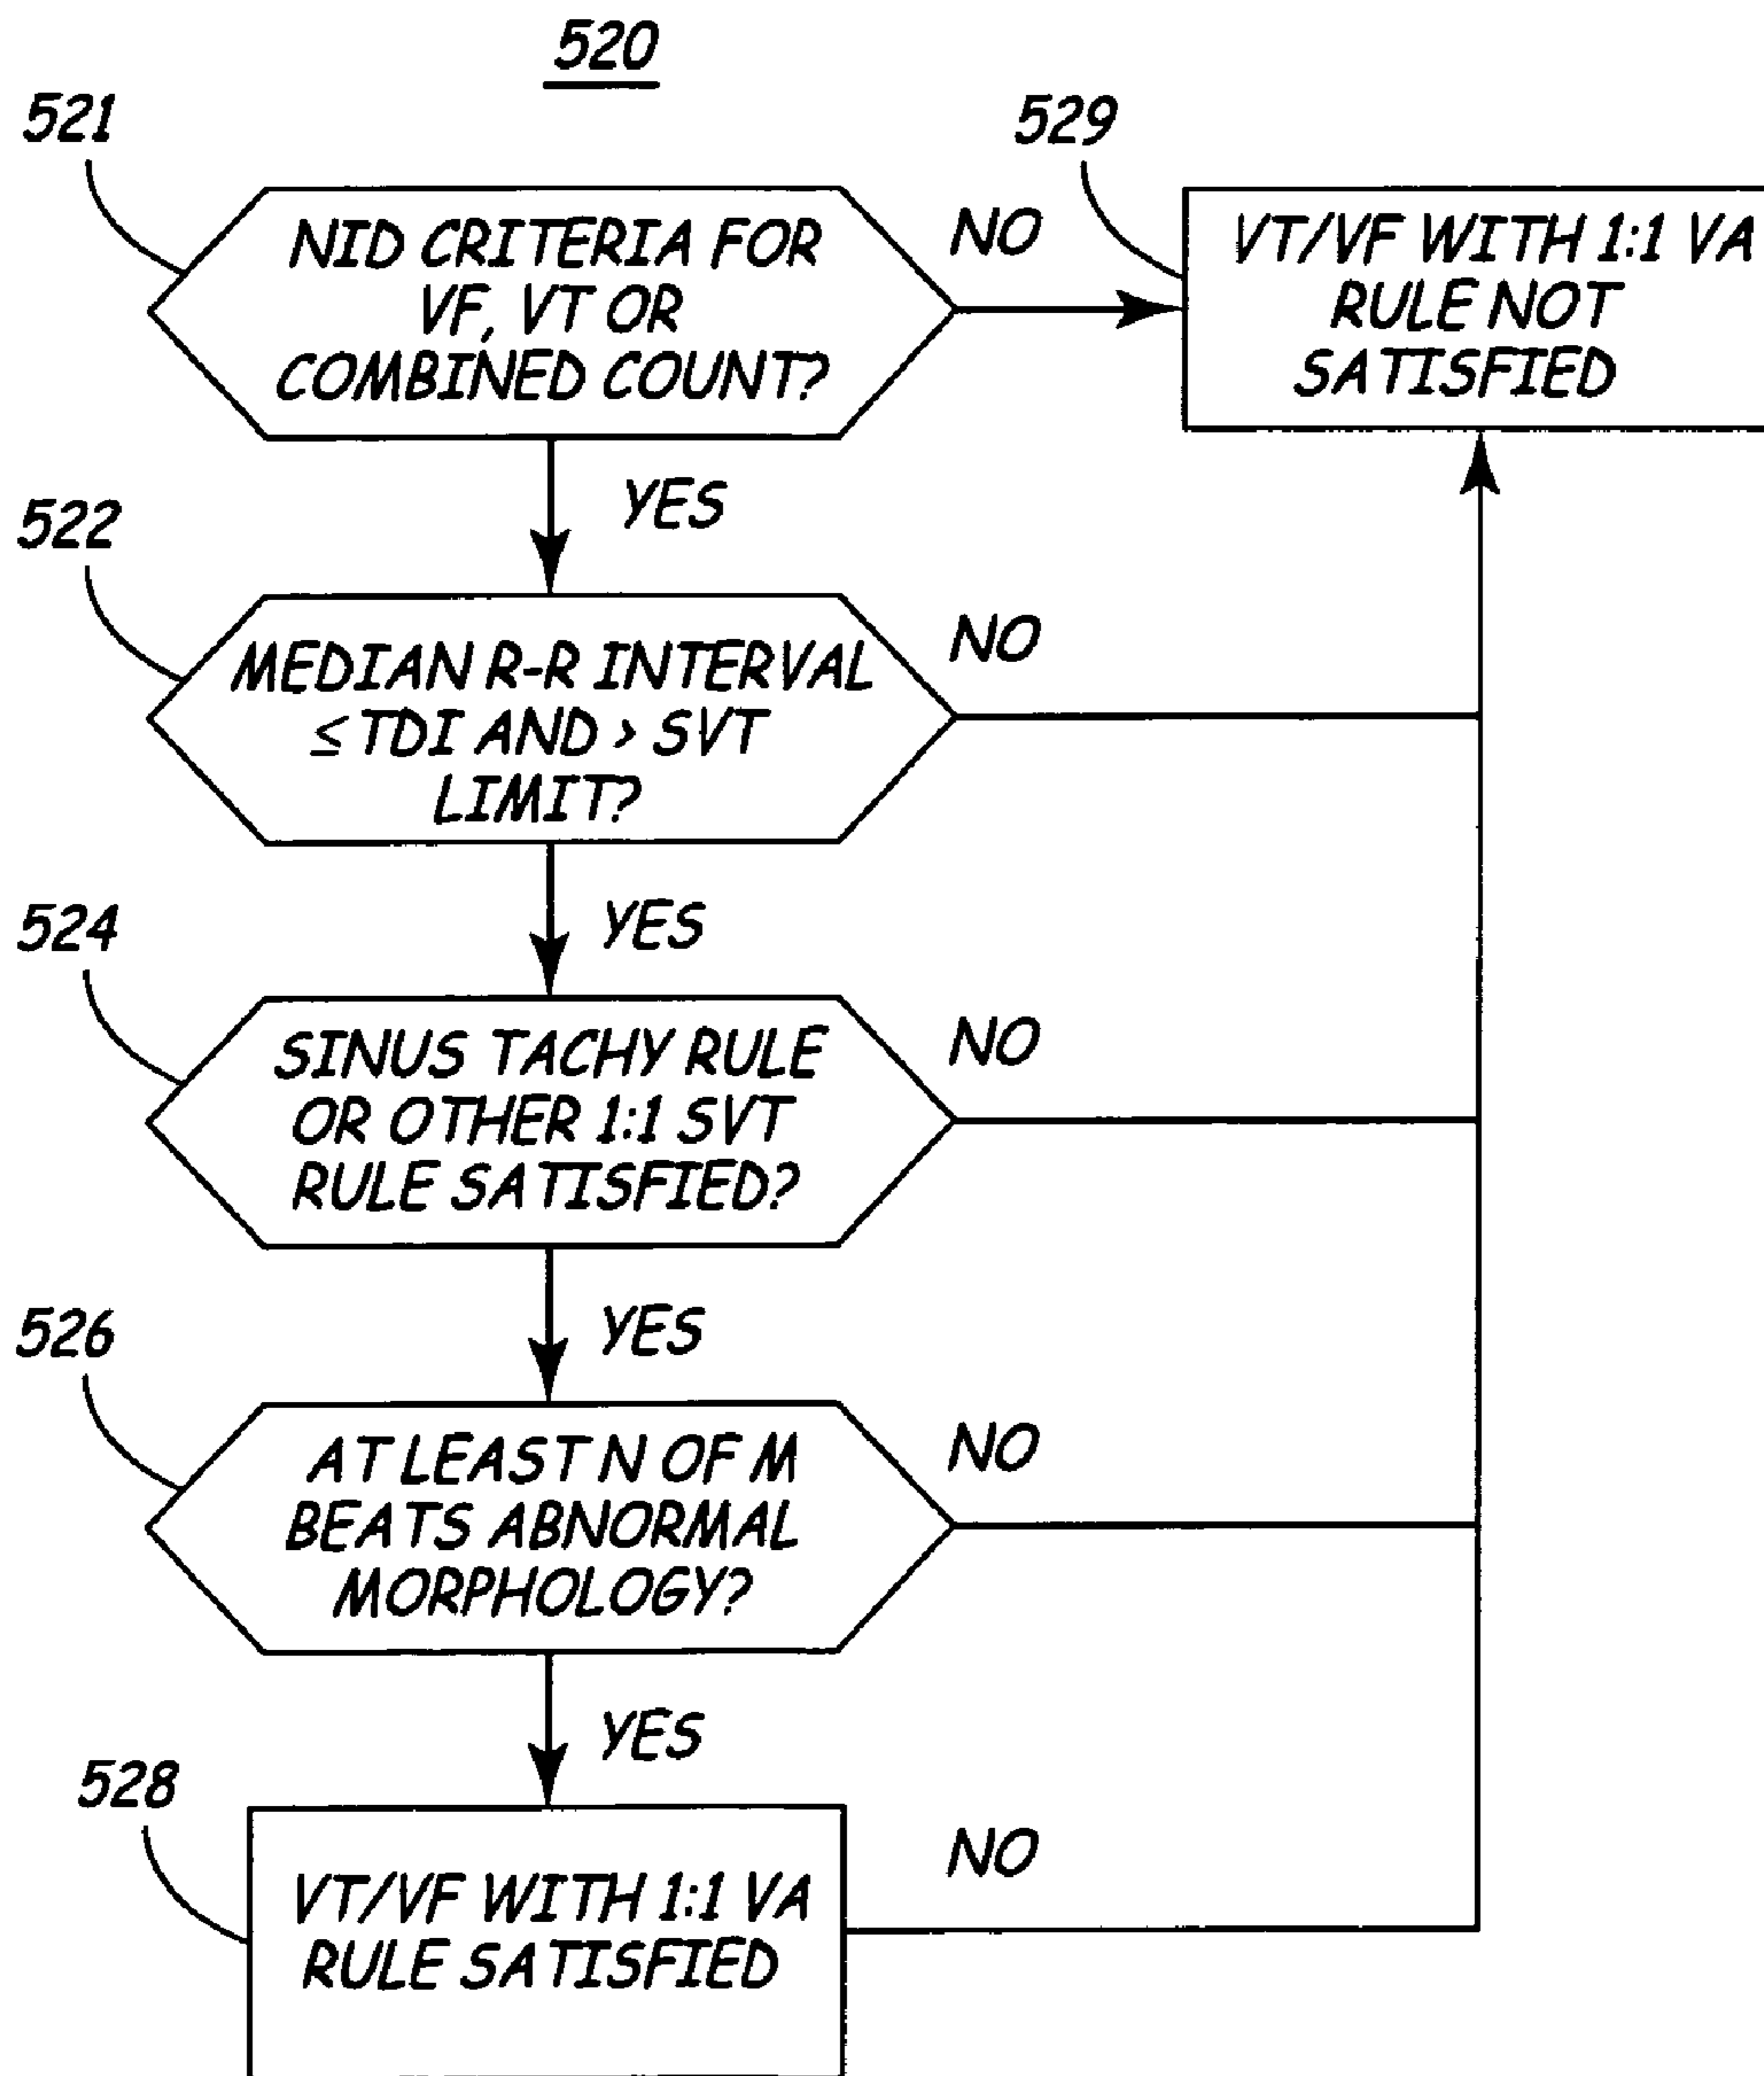 520
521
NID CRITERIA FOR
VF, VT OR
COMBINED COUNT?
NO
529
VT/VF WITH 1:1 VA
RULE NOT
SATISFIED
YES
522
MEDIAN R-R INTERVAL
≤ TDI AND > SVT
LIMIT?
NO
YES
524
SINUS TACHY RULE
OR OTHER 1:1 SVT
RULE SATISFIED?
NO
YES
526
AT LEAST N OF M
BEATS ABNORMAL
MORPHOLOGY?
NO
YES
528
VT/VF WITH 1:1 VA
RULE SATISFIED
NO